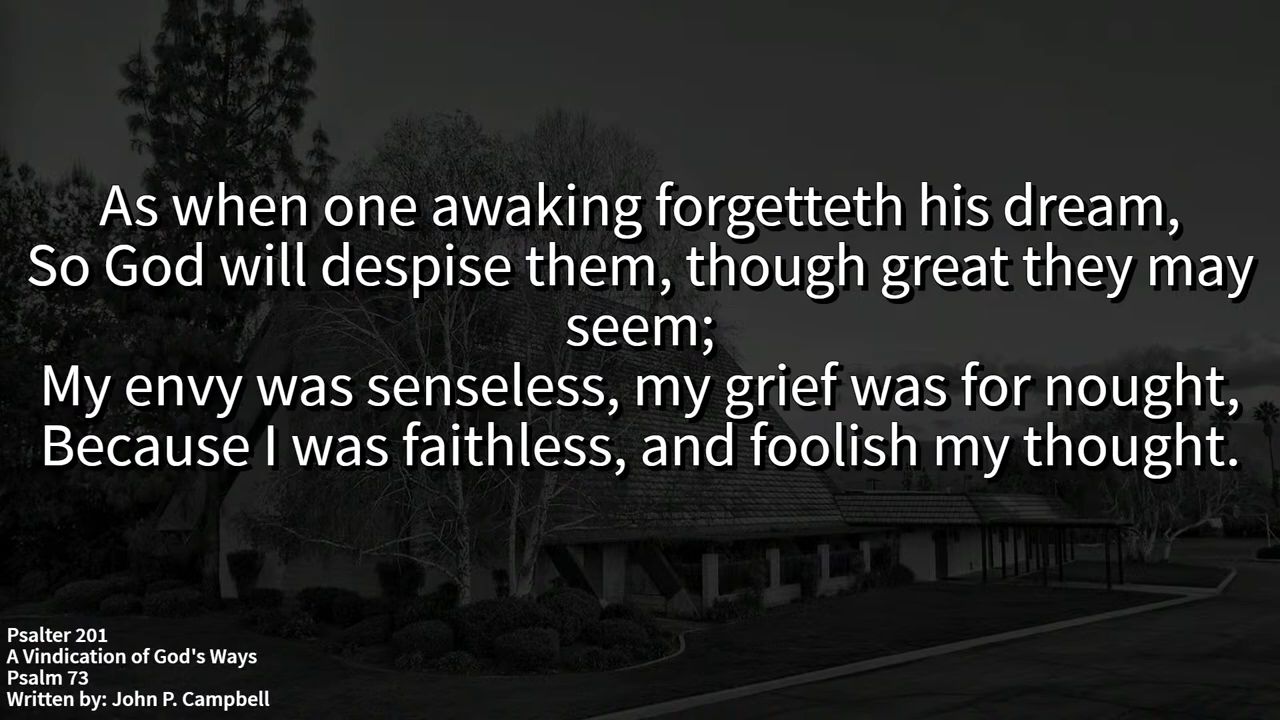 As when one awaking forgetteth his dream,
So God will despise them, though great they may
seem;
My envy was senseless, my grief was for nought,
Because I was faithless, and foolish my thought.
Psalter 201
A Vindication of God's Ways
Psalm 73
Written by: John P. Campbell